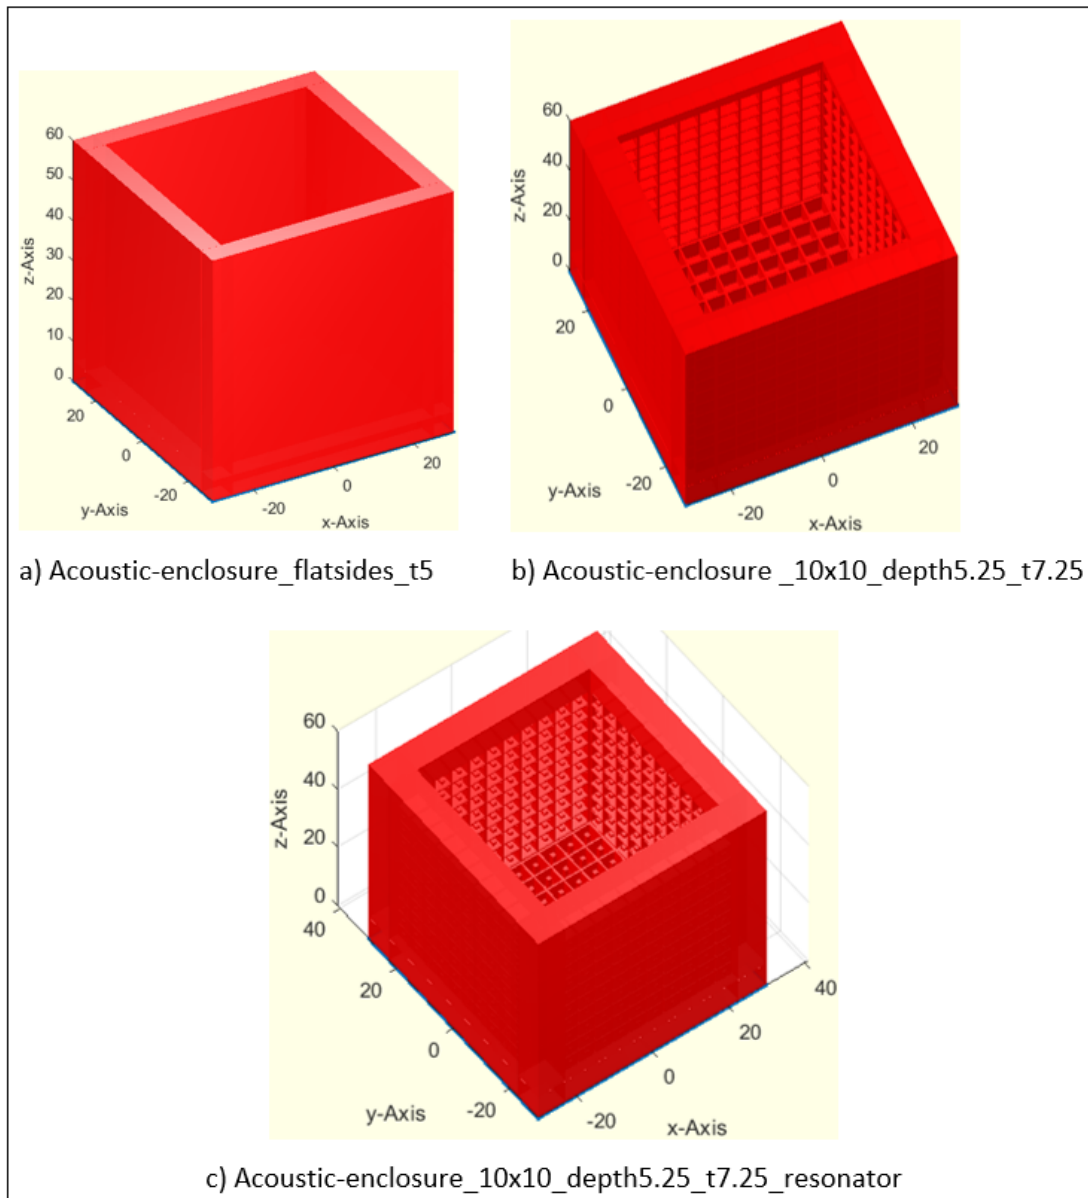 60
50
40
30
20
10
0
z-Axis
20
0
-20
y-Axis
-20
0
20
x-Axis
60
40
20
0
z-Axis
20
0
-20
y-Axis
-20
0
20
x-Axis
a) Acoustic-enclosure_flatsides_t5
b) Acoustic-enclosure _10x10_depth5.25_t7.25
60
40
20
0
z-Axis
40
20
0
-20
y-Axis
-20
0
20
40
x-Axis
c) Acoustic-enclosure_10x10_depth5.25_t7.25_resonator